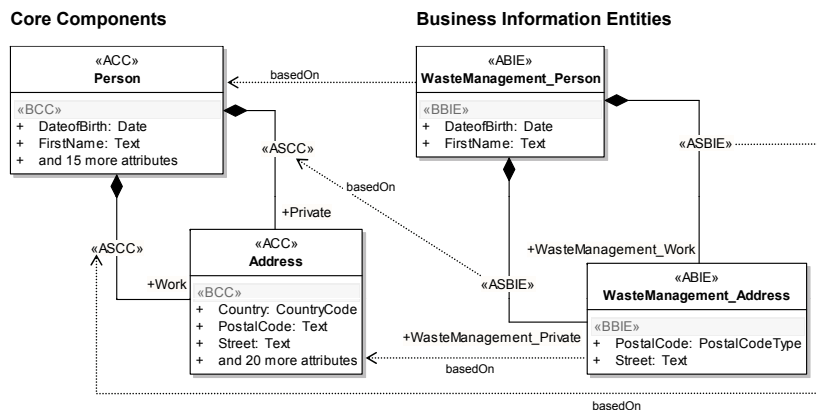 Core Components
Business Information Entities
«ACC»
Person
«BCC»
+ DateofBirth: Date
+ FirstName: Text
+ and 15 more attributes
basedOn
«ABIE»
WasteManagement_Person
«BBIE»
+ DateofBirth: Date
+ FirstName: Text
«ASCC»
«ASBIE»
basedOn
+Private
«ASCC»
+Work
«ACC»
Address
«BCC»
+ Country: CountryCode
+ PostalCode: Text
+ Street: Text
+ and 20 more attributes
+WasteManagement_Work
«ASBIE»
«ABIE»
WasteManagement_Address
«BBIE»
+ PostalCode: PostalCodeType
+ Street: Text
+WasteManagement_Private
basedOn
basedOn